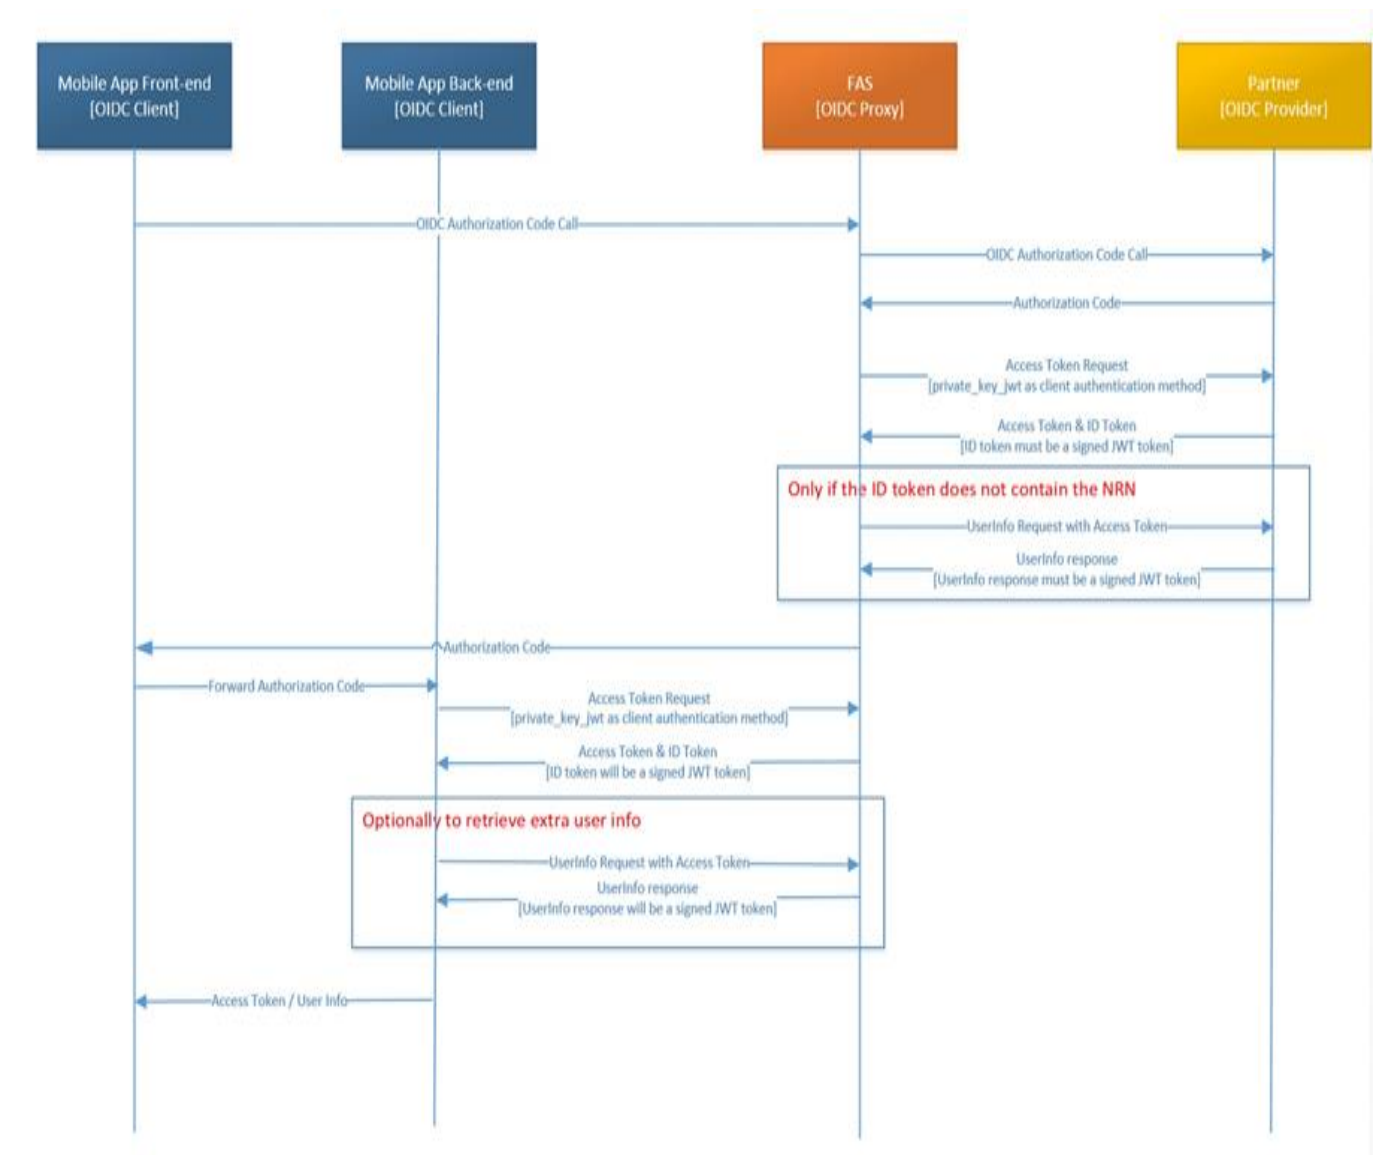 Mobile App Front-end
[OIDC Client]
Mobile App Back-end
[OIDC Client]
FAS
[OIDC Proxy]
Partner
[OIDC Provider]
OIDC Authorization Code Call
OIDC Authorization Code Call
Authorization Code
Access Token Request
[private_key_jwt as client authentication method]
Access Token & ID Token
[ID token must be a signed JWT token]
Only if the ID token does not contain the NRN
UserInfo Request with Access Token
UserInfo response
[UserInfo response must be a signed JWT token]
Authorization Code
Forward Authorization Code
Access Token Request
[private_key_jwt as client authentication method]
Access Token & ID Token
[ID token will be a signed JWT token]
Optionally to retrieve extra user info
UserInfo Request with Access Token
UserInfo response
[UserInfo response will be a signed JWT token]
Access Token / User Info